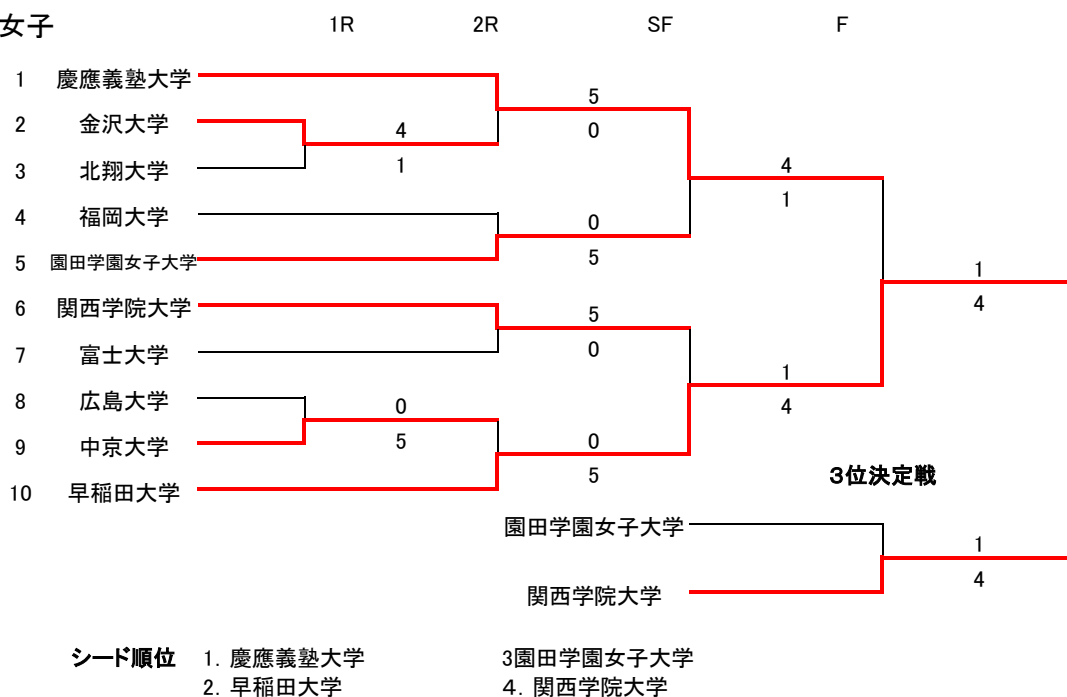 女子 1R 2R SF F
1 慶應義塾大学
5
2 金沢大学 4 0
3 北翔大学 1 4
1
4 福岡大学 0
5 園田学園女子大学 5 1
6 関西学院大学 5 4
7 富士大学 0
1
8 広島大学 0 4
9 中京大学 5 0
5 3位決定戦
10 早稲田大学
園田学園女子大学
1
4
関西学院大学
シード順位 1. 慶應義塾大学 3園田学園女子大学
2. 早稲田大学 4. 関西学院大学